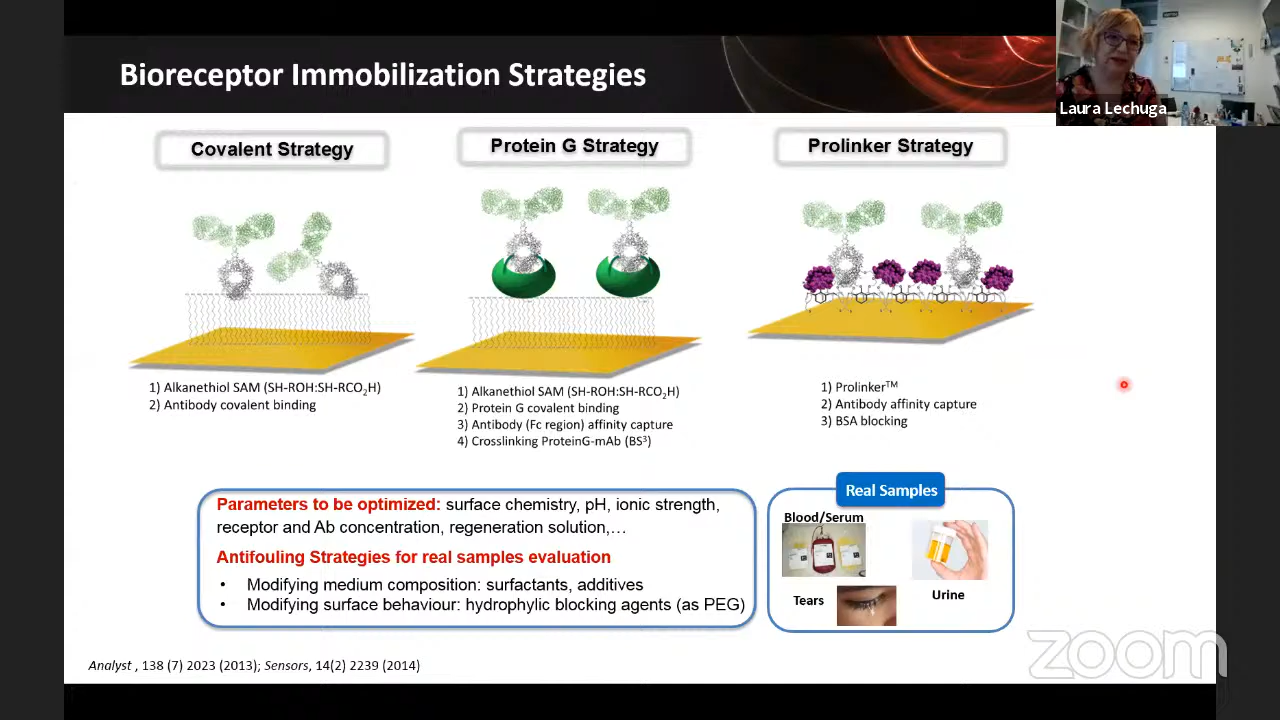 Bioreceptor Immobilization Strategies
Laura Lechuga
Covalent Strategy
Protein G Strategy
Prolinker Strategy
1) Alkanethiol SAM (SH-ROH:SH-RCO₂H)
2) Antibody covalent binding
1) Alkanethiol SAM (SH-ROH:SH-RCO₂H)
2) Protein G covalent binding
3) Antibody (Fc region) affinity capture
4) Crosslinking ProteinG-mAb (BS³)
1) Prolinker™
2) Antibody affinity capture
3) BSA blocking
Parameters to be optimized: surface chemistry, pH, ionic strength,
receptor and Ab concentration, regeneration solution,…
Antifouling Strategies for real samples evaluation
• Modifying medium composition: surfactants, additives
• Modifying surface behaviour: hydrophylic blocking agents (as PEG)
Real Samples
Blood/Serum
Tears
Urine
Analyst , 138 (7) 2023 (2013); Sensors, 14(2) 2239 (2014)
zoom